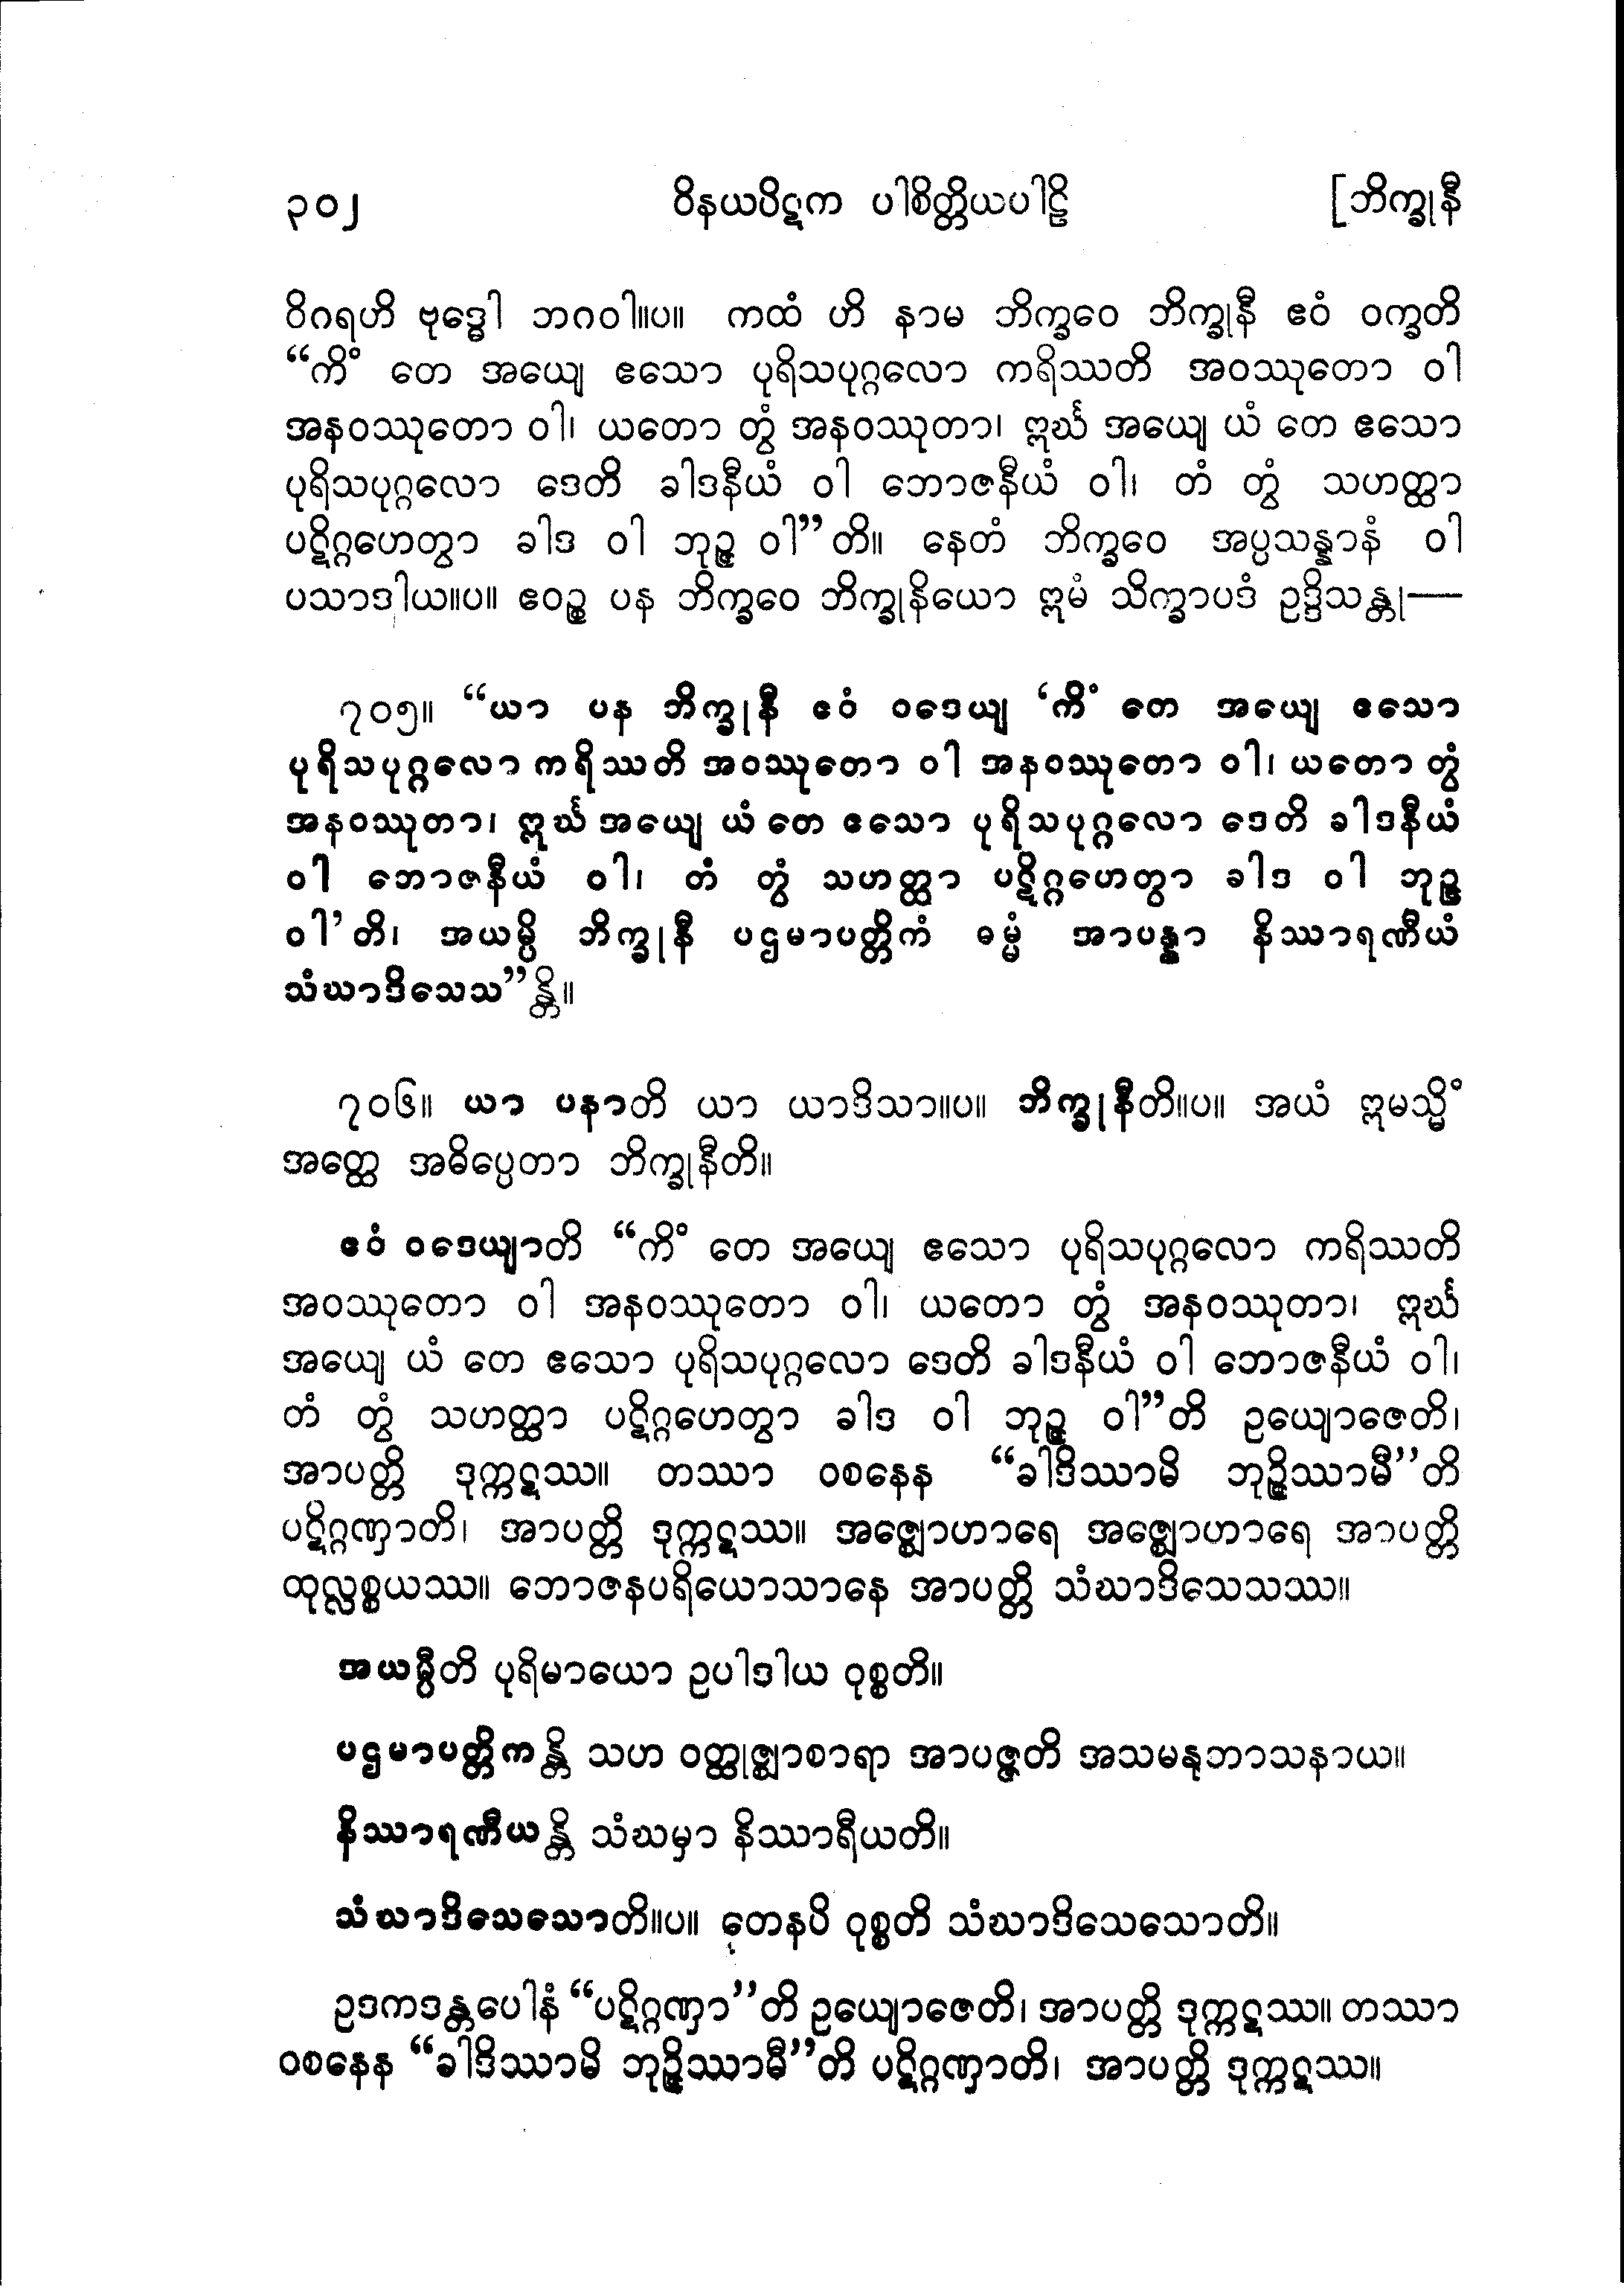 ၃၀၂ ဝိနယပိဋက ပါစိတ္တိယပါဠိ [ဘိက္ခုနီ
ဝိဂရဟိ ဗုဒ္ဓေါ ဘဂဝါ။ပ။ ကထံ ဟိ နာမ ဘိက္ခဝေ ဘိက္ခုနီ ဧဝံ ဝက္ခတိ
“ကိံ တေ အယျေ ဧသော ပုရိသပုဂ္ဂလော ကရိဿတိ အဝဿုတော ဝါ
အနဝဿုတော ဝါ၊ ယတော တွံ အနဝဿုတာ၊ ဣင်္ဃ အယျေ ယံ တေ ဧသော
ပုရိသပုဂ္ဂလော ဒေတိ ခါဒနီယံ ဝါ ဘောဇနီယံ ဝါ၊ တံ တွံ သဟတ္ထာ
ပဋိဂ္ဂဟေတွာ ခါဒ ဝါ ဘုဉ္ဇ ဝါ”တိ။ နေတံ ဘိက္ခဝေ အပ္ပသန္နာနံ ဝါ
ပသာဒါယ။ပ။ ဧဝဉ္စ ပန ဘိက္ခဝေ ဘိက္ခုနိယော ဣမံ သိက္ခာပဒံ ဥဒ္ဒိသန္တု—
၇၀၅။ “ယာ ပန ဘိက္ခုနီ ဧဝံ ဝဒေယျ ‘ကိံ တေ အယျေ ဧသော
ပုရိသပုဂ္ဂလော ကရိဿတိ အဝဿုတော ဝါ အနဝဿုတော ဝါ၊ ယတော တွံ
အနဝဿုတာ၊ ဣင်္ဃ အယျေ ယံ တေ ဧသော ပုရိသပုဂ္ဂလော ဒေတိ ခါဒနီယံ
ဝါ ဘောဇနီယံ ဝါ၊ တံ တွံ သဟတ္ထာ ပဋိဂ္ဂဟေတွာ ခါဒ ဝါ ဘုဉ္ဇ
ဝါ’တိ၊ အယမ္ပိ ဘိက္ခုနီ ပဌမာပတ္တိကံ ဓမ္မံ အာပန္နာ နိဿာရဏီယံ
သံဃာဒိသေသ”န္တိ။
၇၀၆။ ယာ ပနာတိ ယာ ယာဒိသာ။ပ။ ဘိက္ခုနီတိ။ပ။ အယံ ဣမသ္မိံ
အတ္ထေ အဓိပ္ပေတာ ဘိက္ခုနီတိ။
ဧဝံ ဝဒေယျာတိ “ကိံ တေ အယျေ ဧသော ပုရိသပုဂ္ဂလော ကရိဿတိ
အဝဿုတော ဝါ အနဝဿုတော ဝါ၊ ယတော တွံ အနဝဿုတာ၊ ဣင်္ဃ
အယျေ ယံ တေ ဧသော ပုရိသပုဂ္ဂလော ဒေတိ ခါဒနီယံ ဝါ ဘောဇနီယံ ဝါ၊
တံ တွံ သဟတ္ထာ ပဋိဂ္ဂဟေတွာ ခါဒ ဝါ ဘုဉ္ဇ ဝါ”တိ ဥယျောဇေတိ၊
အာပတ္တိ ဒုက္ကဋဿ။ တဿာ ဝစနေန “ခါဒိဿာမိ ဘုဉ္ဇိဿာမီ”တိ
ပဋိဂ္ဂဏှာတိ၊ အာပတ္တိ ဒုက္ကဋဿ။ အဇ္ဈောဟာရေ အဇ္ဈောဟာရေ အာပတ္တိ
ထုလ္လစ္စယဿ။ ဘောဇနပရိယောသာနေ အာပတ္တိ သံဃာဒိသေသဿ။
အယမ္ပီတိ ပုရိမာယော ဥပါဒါယ ဝုစ္စတိ။
ပဌမာပတ္တိကန္တိ သဟ ဝတ္ထုဇ္ဈာစာရာ အာပဇ္ဇတိ အသမနုဘာသနာယ။
နိဿာရဏီယန္တိ သံဃမှာ နိဿာရီယတိ။
သံဃာဒိသေသောတိ။ပ။ တေနပိ ဝုစ္စတိ သံဃာဒိသေသောတိ။
ဥဒကဒန္တပေါနံ “ပဋိဂ္ဂဏှာ”တိ ဥယျောဇေတိ၊ အာပတ္တိ ဒုက္ကဋဿ။ တဿာ
ဝစနေန “ခါဒိဿာမိ ဘုဉ္ဇိဿာမီ”တိ ပဋိဂ္ဂဏှာတိ၊ အာပတ္တိ ဒုက္ကဋဿ။